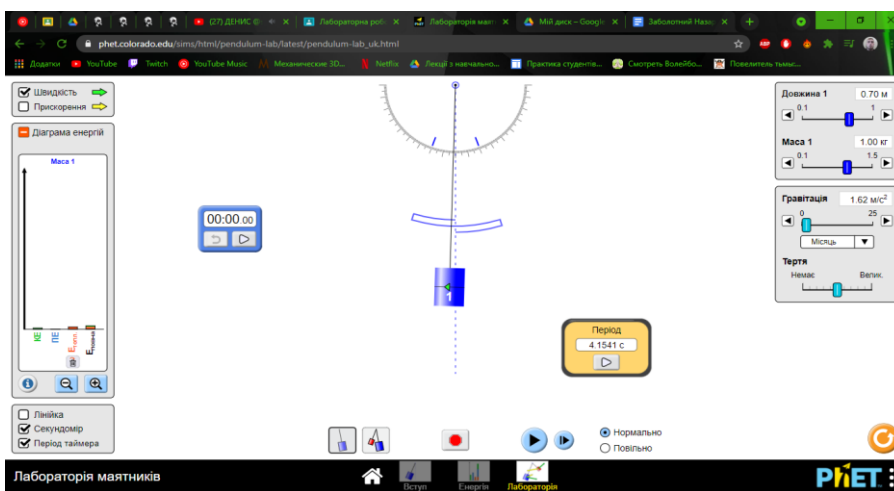 (27) ДЕНИС
Лабораторна роб
Лабораторія маят
Мій диск – Google
Заболотний Назар
phet.colorado.edu/sims/html/pendulum-lab/latest/pendulum-lab_uk.html
Додатки YouTube Twitch YouTube Music Механические 3D... Netflix Лекції з навчально... Практика студентів... Смотреть Волейбо... Повелитель тьмы:...
Швидкість
Прискорення
Діаграма енергій
Маса 1
КЕ
ПЕ
Eтепл.
Eповна
Лінійка
Секундомір
Період таймера
00:00.00
1
Період
4.1541 с
Нормально
Повільно
Довжина 1 0.70 м
0.1 1
Маса 1 1.00 кг
0.1 1.5
Гравітація 1.62 м/с²
0 25
Місяць
Тертя
Немає Велик.
Лабораторія маятників
Вступ
Енергія
Лабораторія
PhET